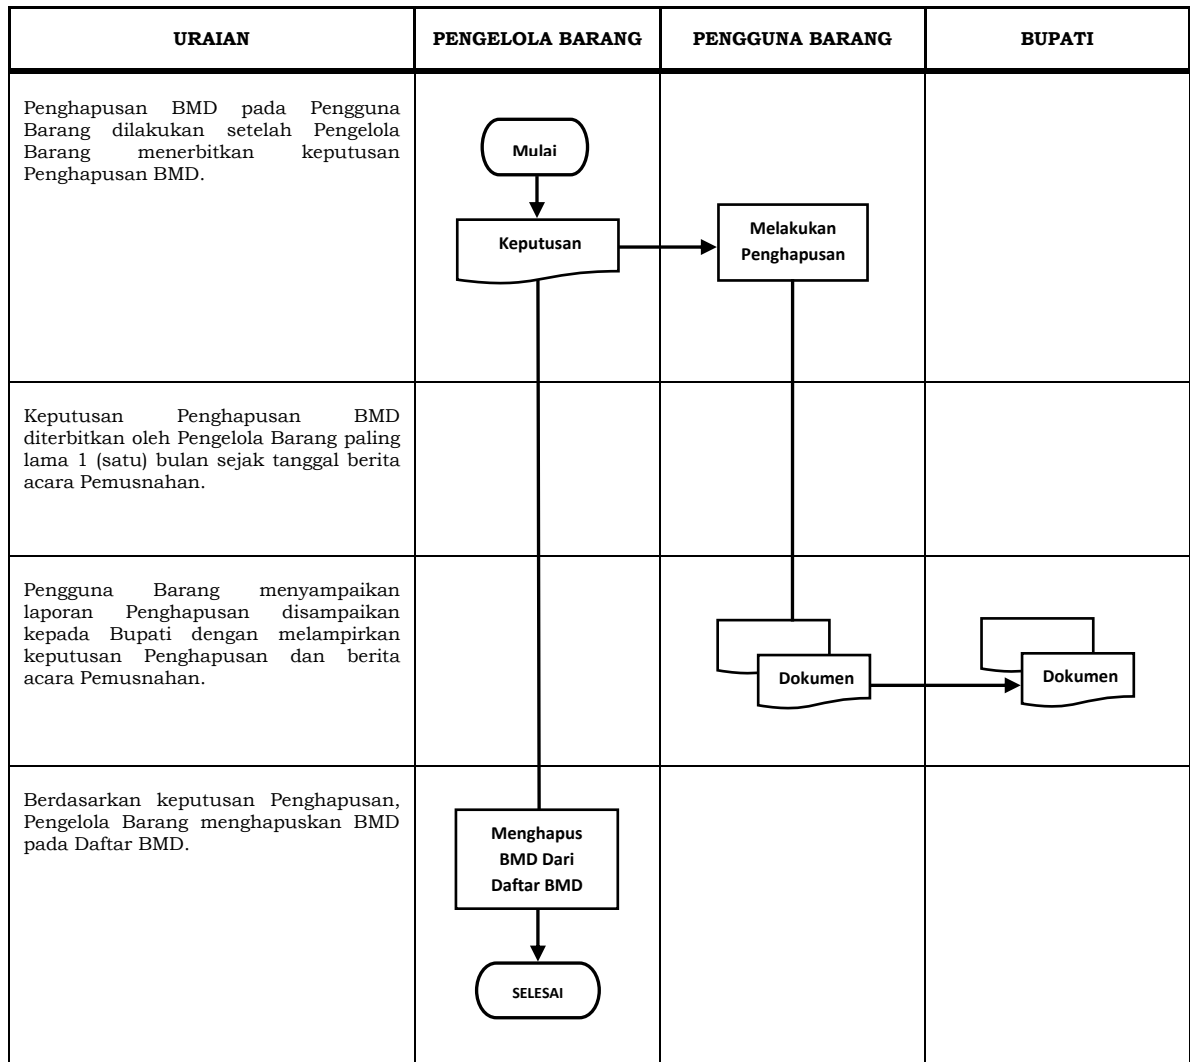 URAIAN
PENGELOLA BARANG
PENGGUNA BARANG
BUPATI
Penghapusan BMD pada Pengguna
Barang dilakukan setelah Pengelola
Barang menerbitkan keputusan
Penghapusan BMD.
Mulai
Keputusan
Melakukan
Penghapusan
Keputusan Penghapusan BMD
diterbitkan oleh Pengelola Barang paling
lama 1 (satu) bulan sejak tanggal berita
acara Pemusnahan.
Pengguna Barang menyampaikan
laporan Penghapusan disampaikan
kepada Bupati dengan melampirkan
keputusan Penghapusan dan berita
acara Pemusnahan.
Dokumen
Dokumen
Berdasarkan keputusan Penghapusan,
Pengelola Barang menghapuskan BMD
pada Daftar BMD.
Menghapus
BMD Dari
Daftar BMD
SELESAI